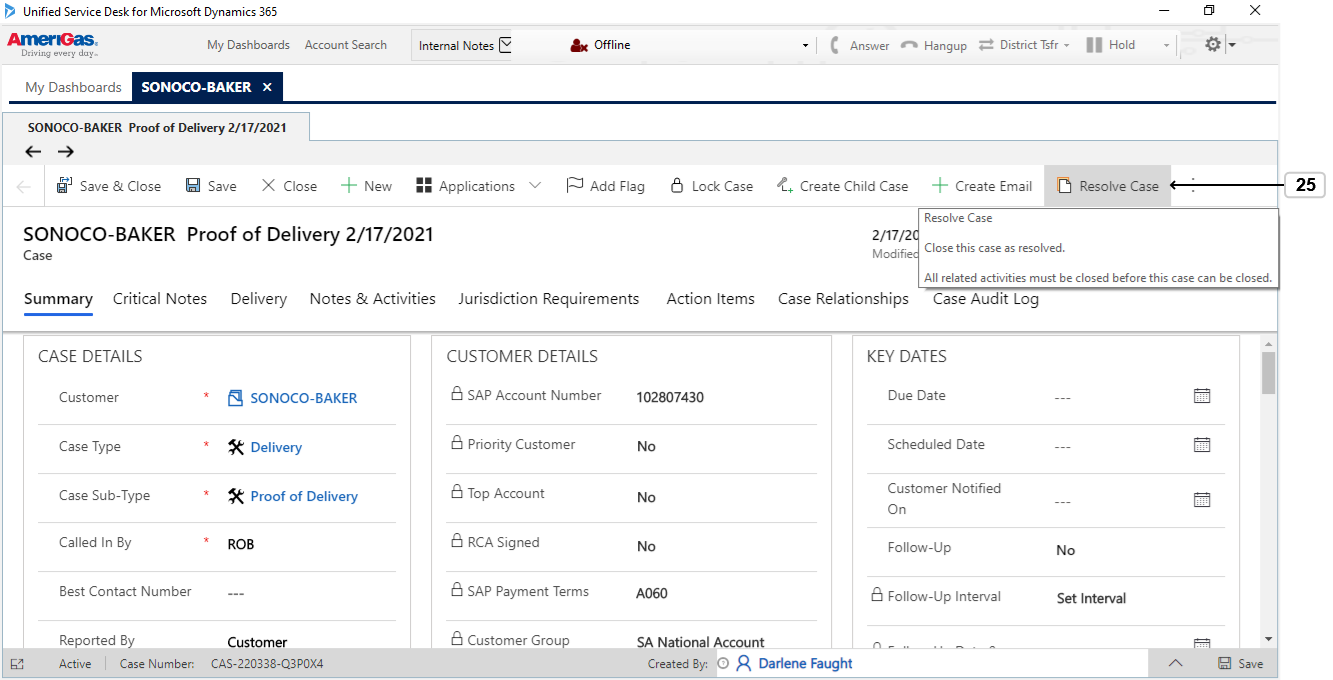 Unified Service Desk for Microsoft Dynamics 365
AmeriGas.
Driving every day™
My Dashboards Account Search Internal Notes Offline Answer Hangup District Tsfr Hold
My Dashboards SONOCO-BAKER ×
SONOCO-BAKER Proof of Delivery 2/17/2021
Save & Close Save Close New Applications Add Flag Lock Case Create Child Case Create Email Resolve Case 25
SONOCO-BAKER Proof of Delivery 2/17/2021
Case
2/17/20
Modified
Resolve Case
Close this case as resolved.
All related activities must be closed before this case can be closed.
Summary Critical Notes Delivery Notes & Activities Jurisdiction Requirements Action Items Case Relationships Case Audit Log
CASE DETAILS
Customer * SONOCO-BAKER
Case Type * Delivery
Case Sub-Type * Proof of Delivery
Called In By * ROB
Best Contact Number ---
Reported By Customer
CUSTOMER DETAILS
SAP Account Number 102807430
Priority Customer No
Top Account No
RCA Signed No
SAP Payment Terms A060
Customer Group SA National Account
KEY DATES
Due Date ---
Scheduled Date ---
Customer Notified
On ---
Follow-Up No
Follow-Up Interval Set Interval
Active Case Number: CAS-220338-Q3P0X4 Created By: Darlene Faught Save